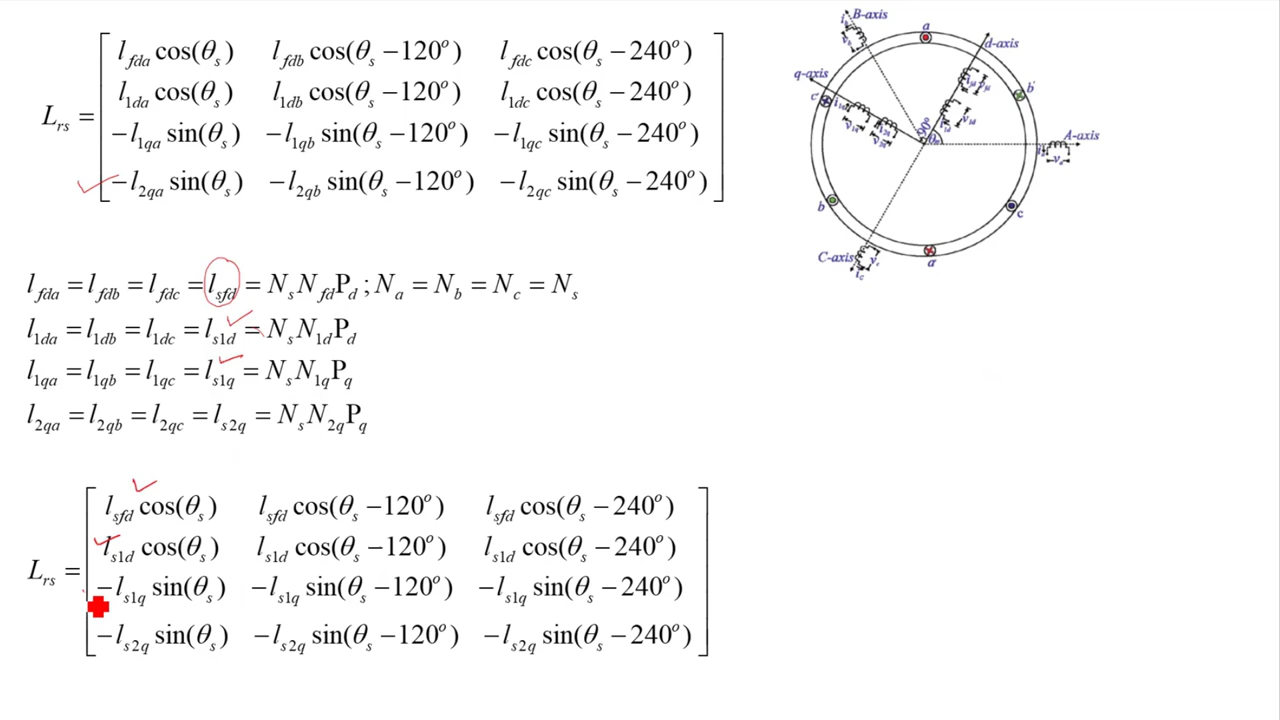 L_rs = [ l_fda cos(θ_s)   l_fdb cos(θ_s −120°)   l_fdc cos(θ_s −240°)
l_1da cos(θ_s)   l_1db cos(θ_s −120°)   l_1dc cos(θ_s −240°)
−l_1qa sin(θ_s)   −l_1qb sin(θ_s −120°)   −l_1qc sin(θ_s −240°)
−l_2qa sin(θ_s)   −l_2qb sin(θ_s −120°)   −l_2qc sin(θ_s −240°) ]
B-axis
a
d-axis
q-axis
c'
b'
90°
A-axis
b
c
C-axis
a'
l_fda = l_fdb = l_fdc = l_sfd = N_s N_fd P_d ; N_a = N_b = N_c = N_s
l_1da = l_1db = l_1dc = l_s1d = N_s N_1d P_d
l_1qa = l_1qb = l_1qc = l_s1q = N_s N_1q P_q
l_2qa = l_2qb = l_2qc = l_s2q = N_s N_2q P_q
L_rs = [ l_sfd cos(θ_s)   l_sfd cos(θ_s −120°)   l_sfd cos(θ_s −240°)
l_s1d cos(θ_s)   l_s1d cos(θ_s −120°)   l_s1d cos(θ_s −240°)
−l_s1q sin(θ_s)   −l_s1q sin(θ_s −120°)   −l_s1q sin(θ_s −240°)
−l_s2q sin(θ_s)   −l_s2q sin(θ_s −120°)   −l_s2q sin(θ_s −240°) ]